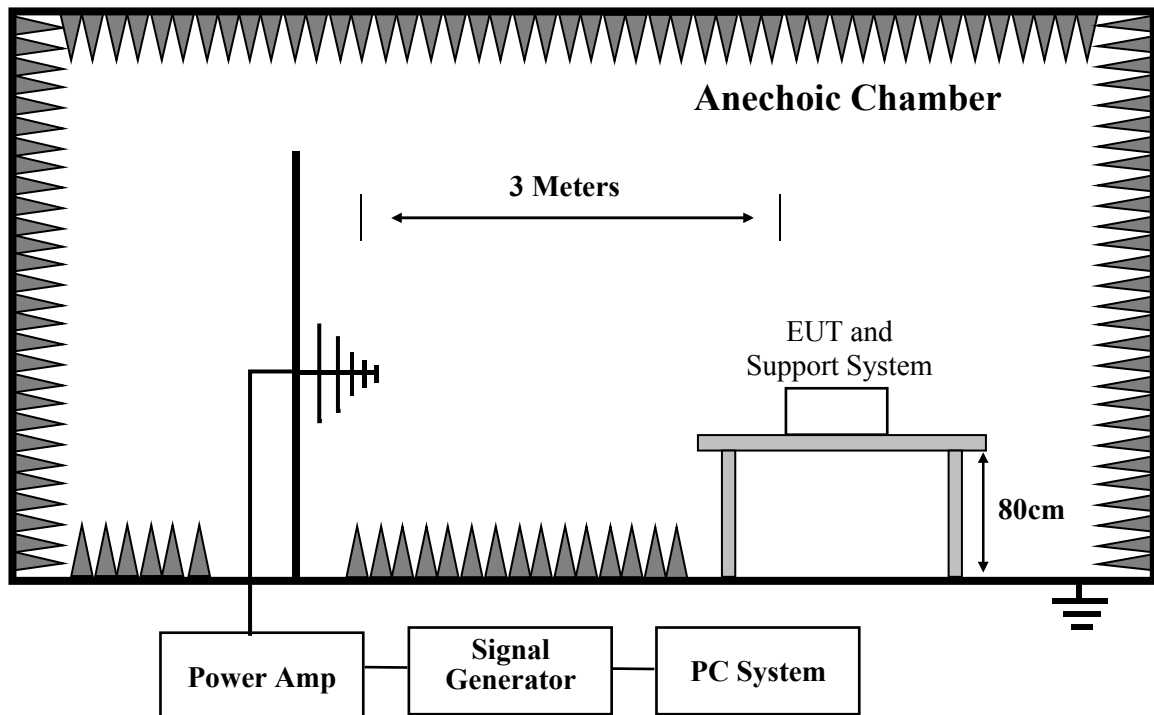 Anechoic Chamber
3 Meters
EUT and
Support System
80cm
Power Amp
Signal
Generator
PC System